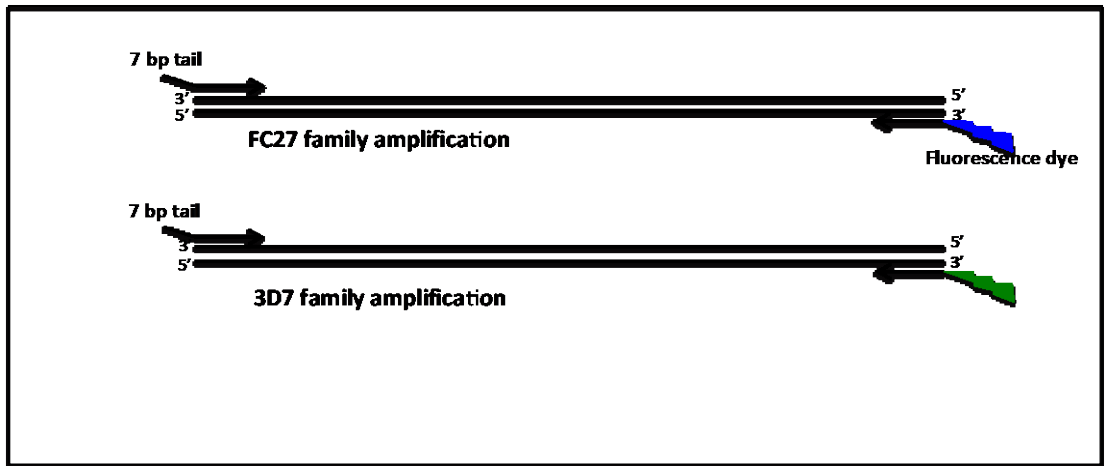 7 bp tail
3’ 5’
5’ 3’
FC27 family amplification
Fluorescence dye
7 bp tail
3’ 5’
5’ 3’
3D7 family amplification